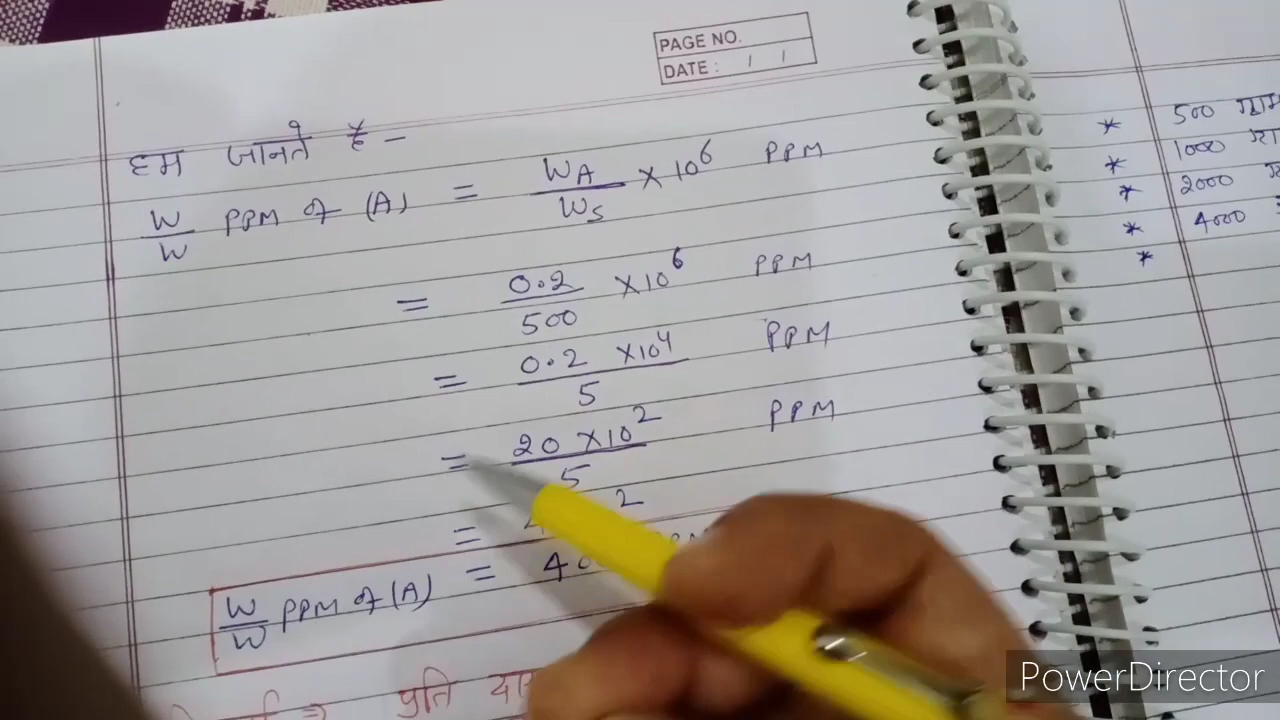 PAGE NO.
DATE : / /
हम जानते है –
W/W PPM of (A) = WA/WS × 10^6 PPM
= 0.2/500 × 10^6 PPM
= 0.2 × 10^4/5 PPM
= 20 × 10^2/5 PPM
= 2
W/W PPM of (A) = 40
प्रति
* 500
* 1000
* 2000
* 4000
*
PowerDirector